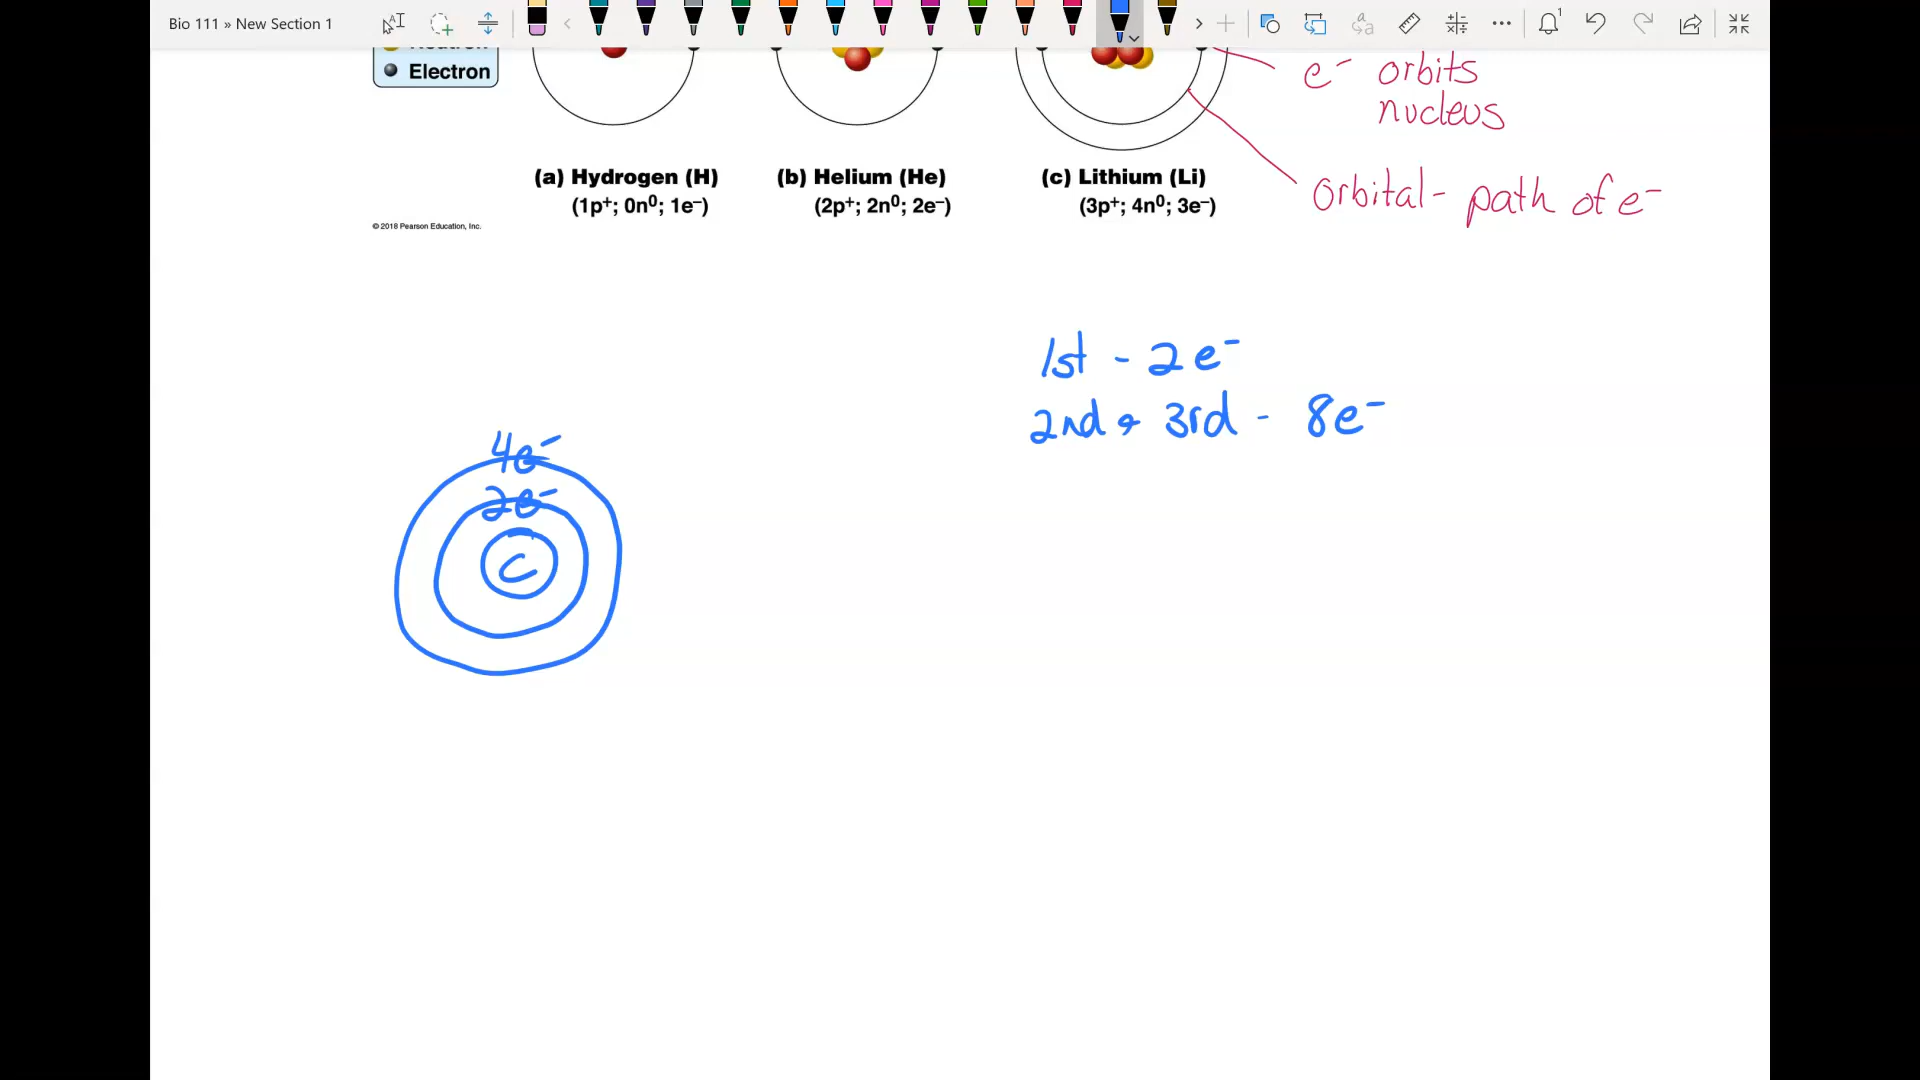 Bio 111 » New Section 1
Neutron
Electron
e⁻ orbits
nucleus
(a) Hydrogen (H)
(1p⁺; 0n⁰; 1e⁻)
(b) Helium (He)
(2p⁺; 2n⁰; 2e⁻)
(c) Lithium (Li)
(3p⁺; 4n⁰; 3e⁻)
Orbital - path of e⁻
© 2018 Pearson Education, Inc.
1st - 2e⁻
2nd & 3rd - 8e⁻
4e⁻
2e⁻
C